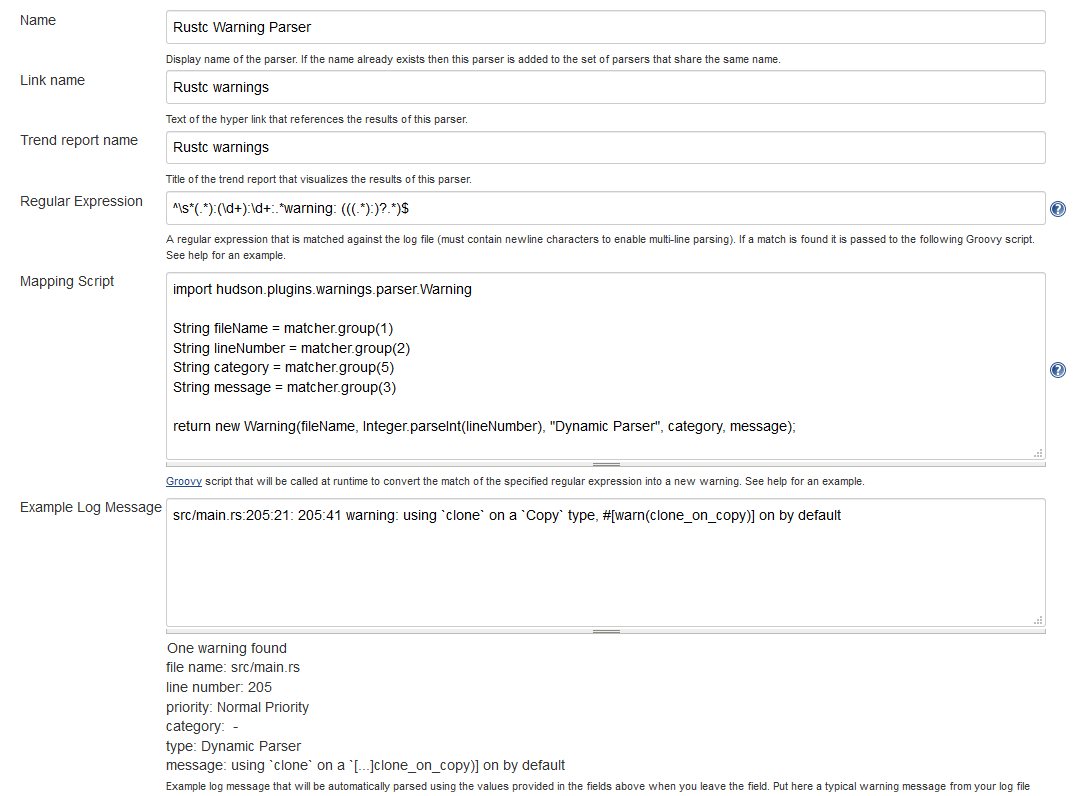 Name
Rustc Warning Parser
Display name of the parser. If the name already exists then this parser is added to the set of parsers that share the same name.
Link name
Rustc warnings
Text of the hyper link that references the results of this parser.
Trend report name
Rustc warnings
Title of the trend report that visualizes the results of this parser.
Regular Expression
^\s*(.*):(\d+):\d+:.*warning: (((.*):)?.*)$
A regular expression that is matched against the log file (must contain newline characters to enable multi-line parsing). If a match is found it is passed to the following Groovy script.
See help for an example.
Mapping Script
import hudson.plugins.warnings.parser.Warning
String fileName = matcher.group(1)
String lineNumber = matcher.group(2)
String category = matcher.group(5)
String message = matcher.group(3)
return new Warning(fileName, Integer.parseInt(lineNumber), "Dynamic Parser", category, message);
Groovy script that will be called at runtime to convert the match of the specified regular expression into a new warning. See help for an example.
Example Log Message
src/main.rs:205:21: 205:41 warning: using `clone` on a `Copy` type, #[warn(clone_on_copy)] on by default
One warning found
file name: src/main.rs
line number: 205
priority: Normal Priority
category: -
type: Dynamic Parser
message: using `clone` on a `[...]clone_on_copy)] on by default
Example log message that will be automatically parsed using the values provided in the fields above when you leave the field. Put here a typical warning message from your log file